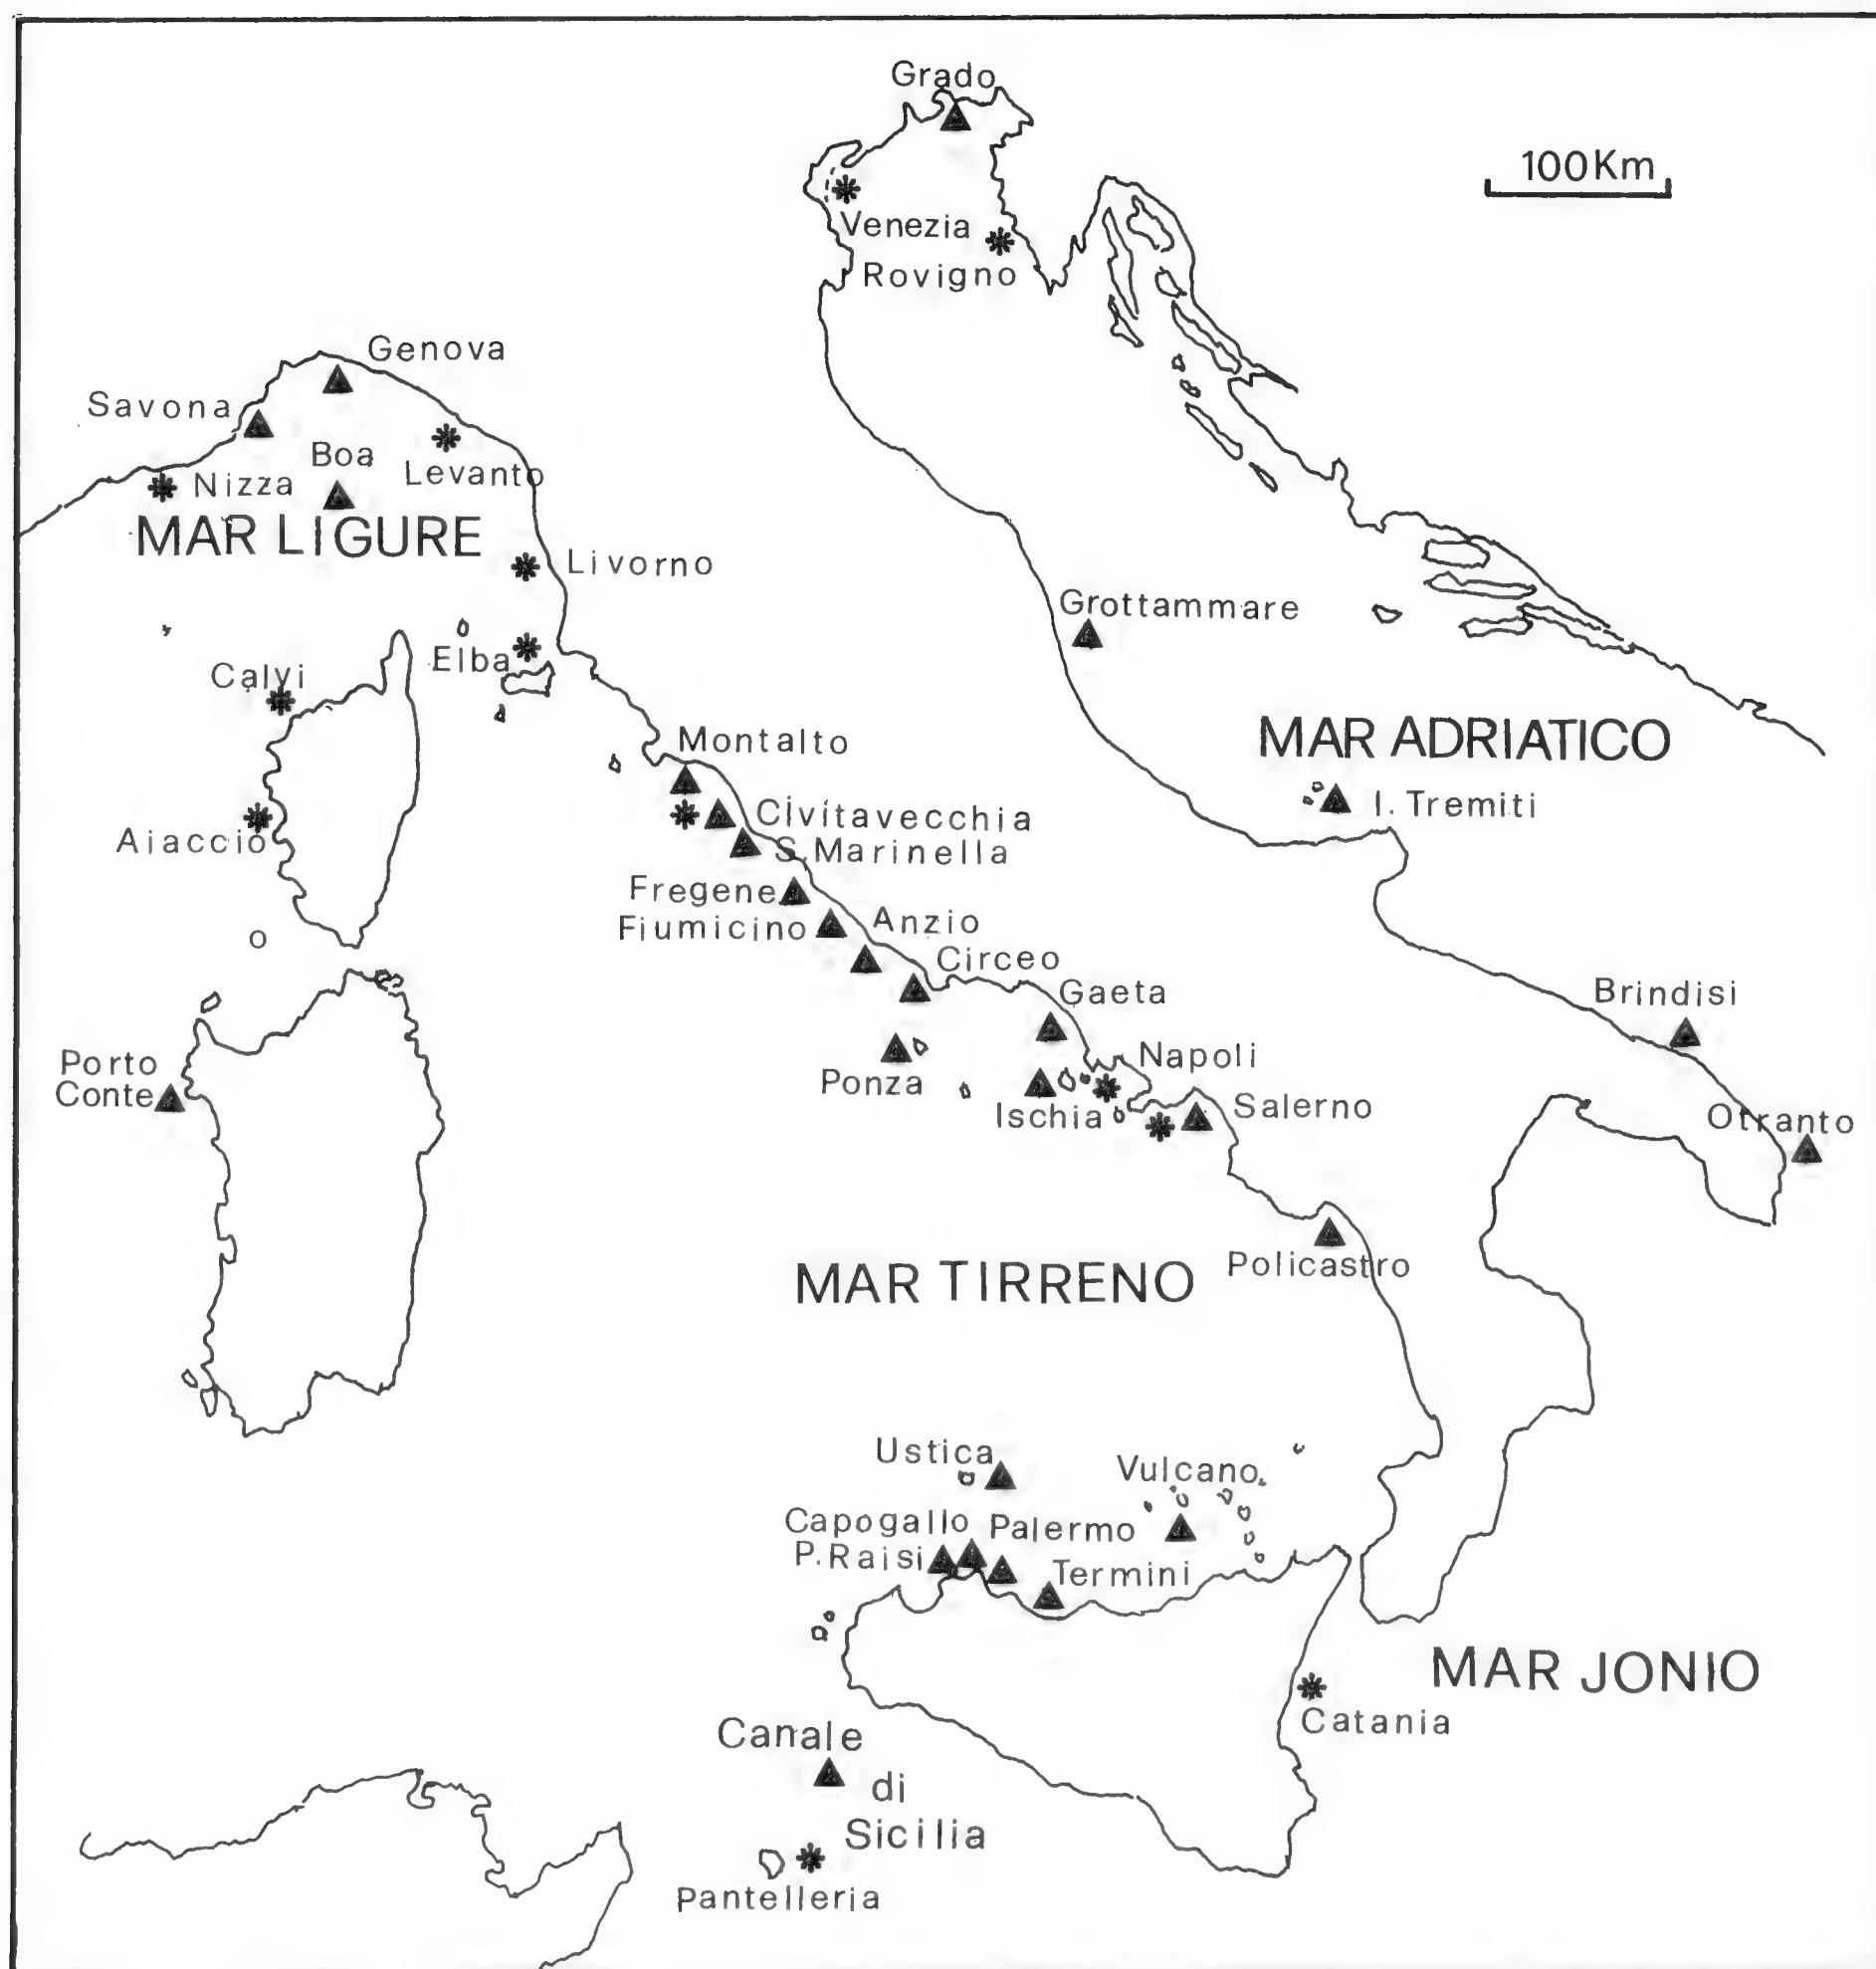 Grado
100Km
Venezia
Rovigno
Genova
Savona
Boa
Levanto
Nizza
MAR LIGURE
Livorno
Grottammare
Elba
Calvi
MAR ADRIATICO
Montalto
I. Tremiti
Civitavecchia
Aiaccio
S.Marinella
Fregene
Fiumicino
Anzio
Circeo
Gaeta
Brindisi
Porto
Conte
Napoli
Ponza
Ischia
Salerno
Otranto
Policastro
MAR TIRRENO
Ustica
Vulcano
Capogallo
Palermo
P.Raisi
Termini
MAR JONIO
Catania
Canale
di
Sicilia
Pantelleria